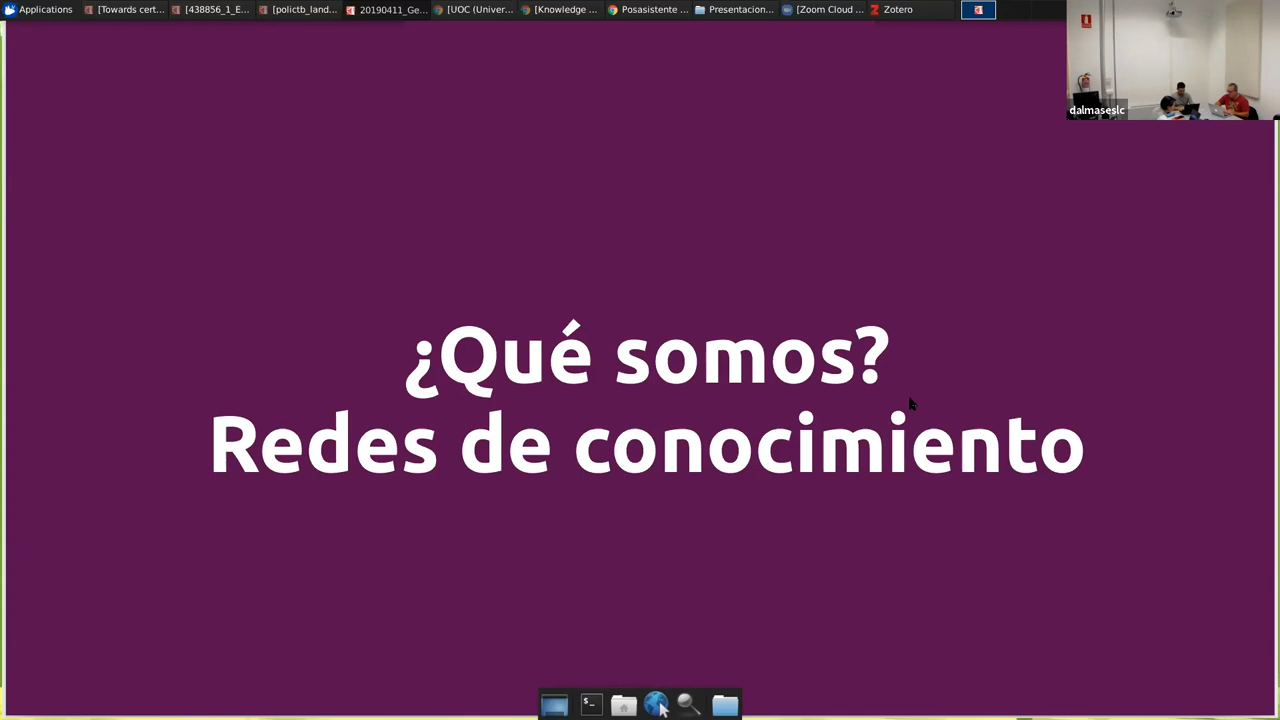 Applications
[Towards cert...
[438856_1_E...
[polictb_land...
20190411_Ge...
[UOC (Univer...
[Knowledge ...
Posasistente ...
Presentacion...
[Zoom Cloud ...
Zotero
dalmaseslc
¿Qué somos?
Redes de conocimiento
$_